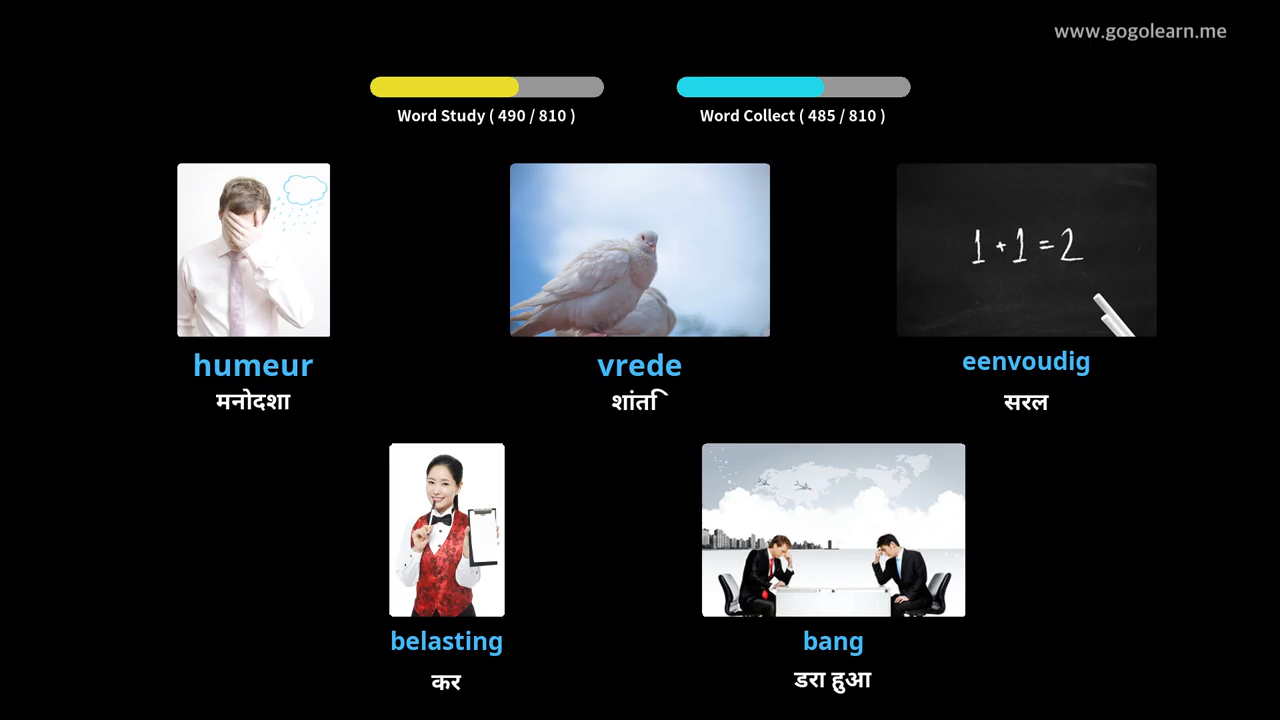 www.gogolearn.me
Word Study ( 490 / 810 )
Word Collect ( 485 / 810 )
1 + 1 = 2
humeur
मनोदशा
vrede
शांति
eenvoudig
सरल
belasting
कर
bang
डरा हुआ